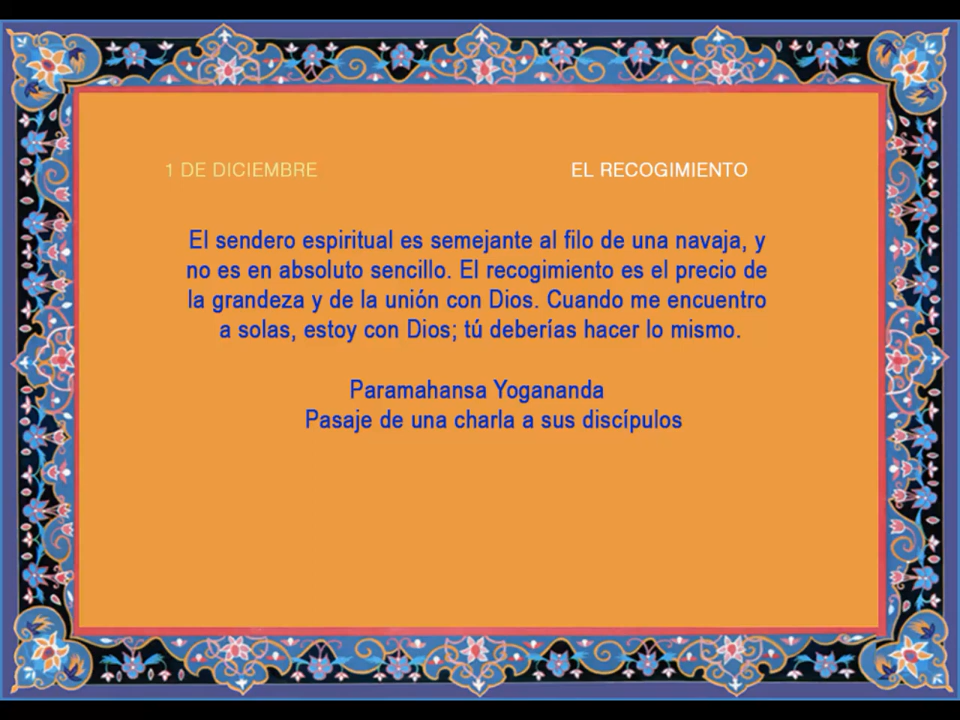 1 DE DICIEMBRE EL RECOGIMIENTO
El sendero espiritual es semejante al filo de una navaja, y
no es en absoluto sencillo. El recogimiento es el precio de
la grandeza y de la unión con Dios. Cuando me encuentro
a solas, estoy con Dios; tú deberías hacer lo mismo.
Paramahansa Yogananda
Pasaje de una charla a sus discípulos